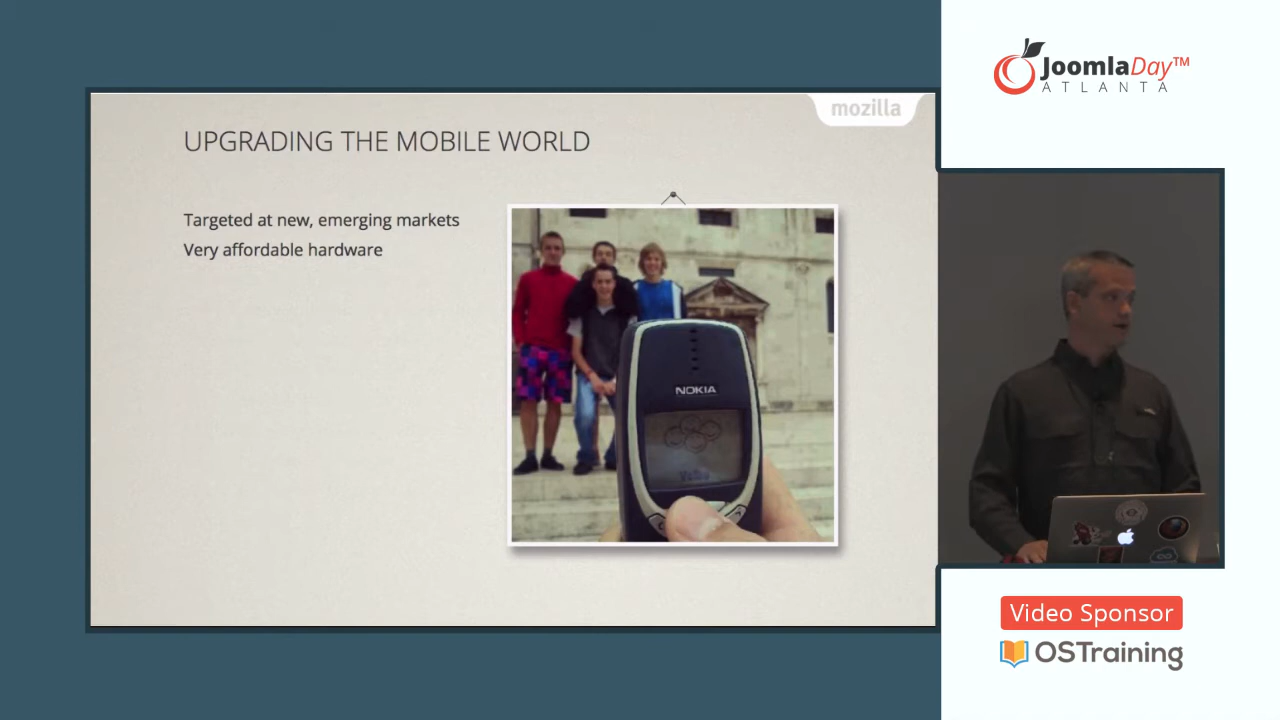 mozilla
UPGRADING THE MOBILE WORLD
Targeted at new, emerging markets
Very affordable hardware
NOKIA
JoomlaDay™
ATLANTA
Video Sponsor
OSTraining